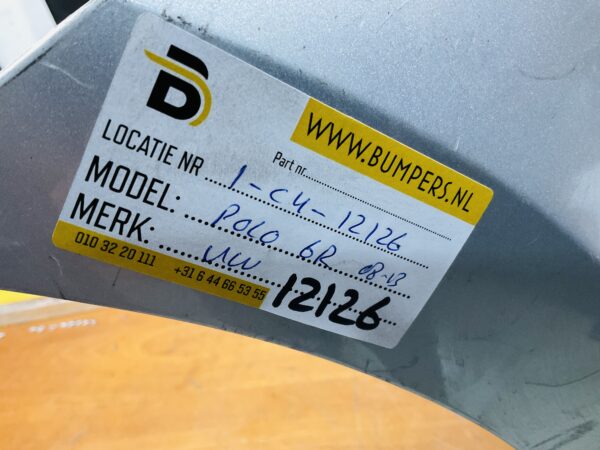 B
WWW.BUMPERS.NL
Part nr.
LOCATIE NR 1-C4-12126
MODEL: POLO 6R 08-13
MERK. VW
12126
010 32 20 111 +31 6 44 66 53 55